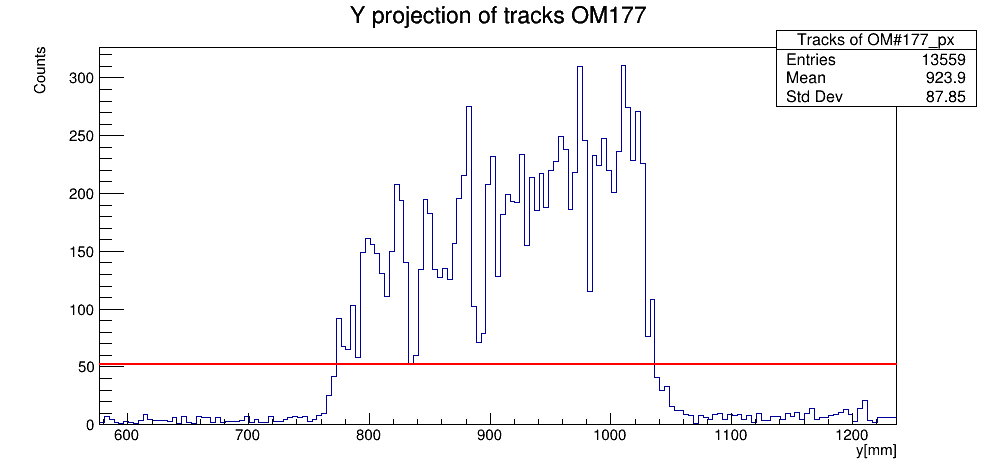 Y projection of tracks OM177
Tracks of OM#177_px
Entries 13559
Mean 923.9
Std Dev 87.85
Counts
300
250
200
150
100
50
0
600 700 800 900 1000 1100 1200
y[mm]